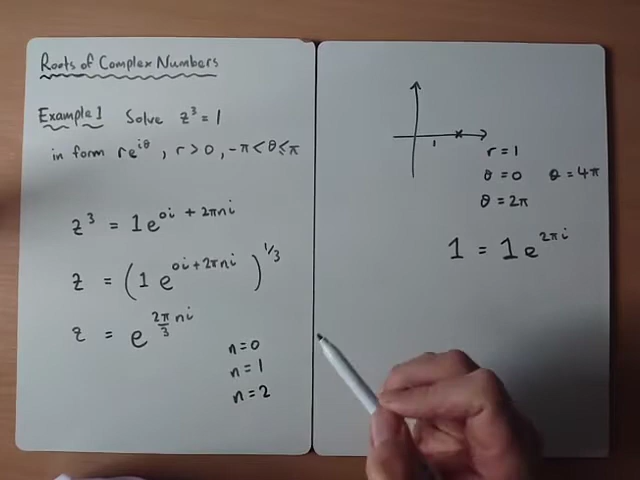 Roots of Complex Numbers
Example 1 Solve z³ = 1
in form re^{iθ}, r>0, -π<θ≤π
z³ = 1e^{0i + 2πni}
z = (1e^{0i+2πni})^{1/3}
z = e^{\frac{2π}{3}ni}
n=0
n=1
n=2
1
r=1
θ=0 θ=4π
θ=2π
1 = 1e^{2πi}